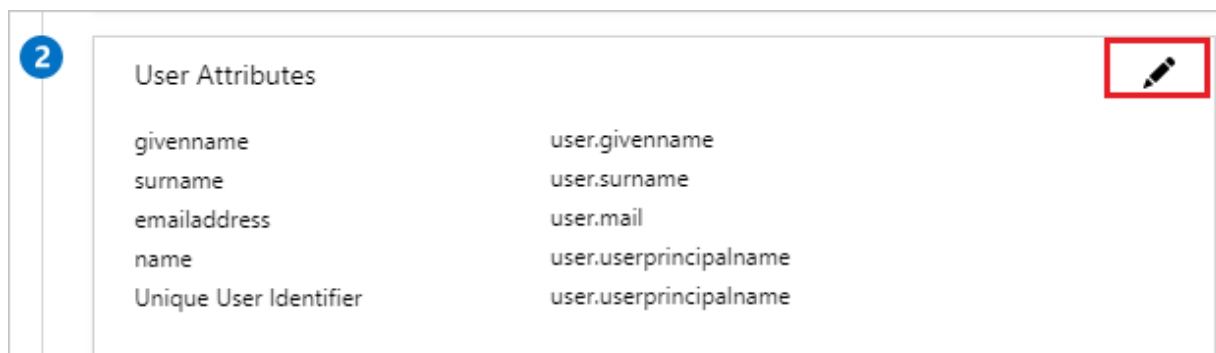 2
User Attributes
givenname user.givenname
surname user.surname
emailaddress user.mail
name user.userprincipalname
Unique User Identifier user.userprincipalname